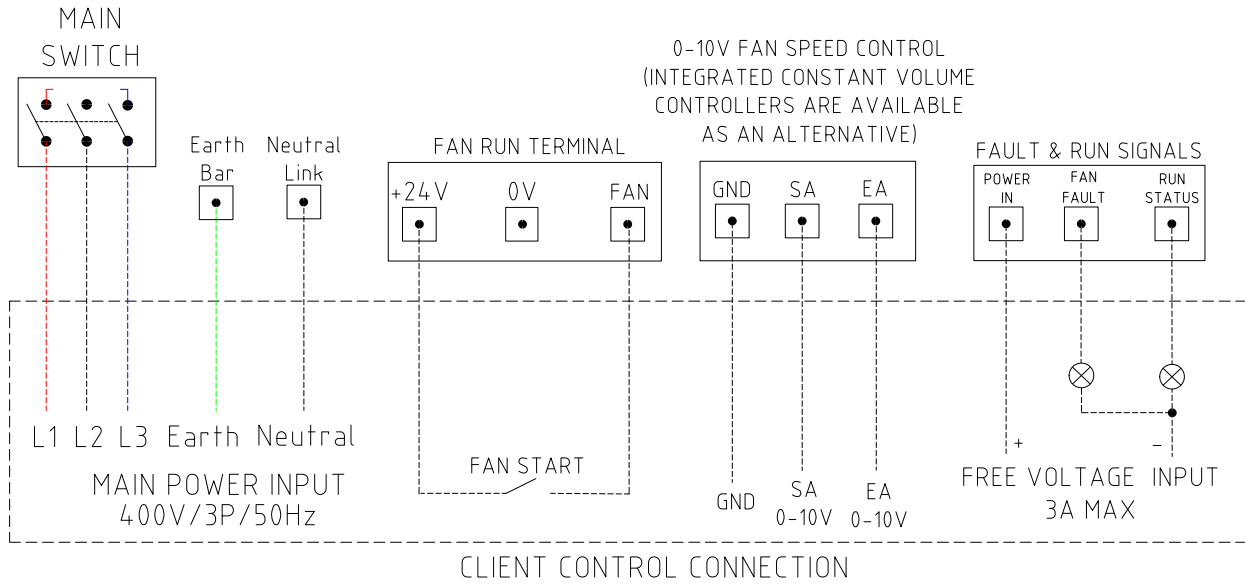 MAIN
SWITCH
Earth
Bar
Neutral
Link
FAN RUN TERMINAL
+24V
0V
FAN
0-10V FAN SPEED CONTROL
(INTEGRATED CONSTANT VOLUME
CONTROLLERS ARE AVAILABLE
AS AN ALTERNATIVE)
GND
SA
EA
FAULT & RUN SIGNALS
POWER
IN
FAN
FAULT
RUN
STATUS
L1
L2
L3
Earth
Neutral
MAIN POWER INPUT
400V/3P/50Hz
FAN START
GND
SA
0-10V
EA
0-10V
+
-
FREE VOLTAGE INPUT
3A MAX
CLIENT CONTROL CONNECTION